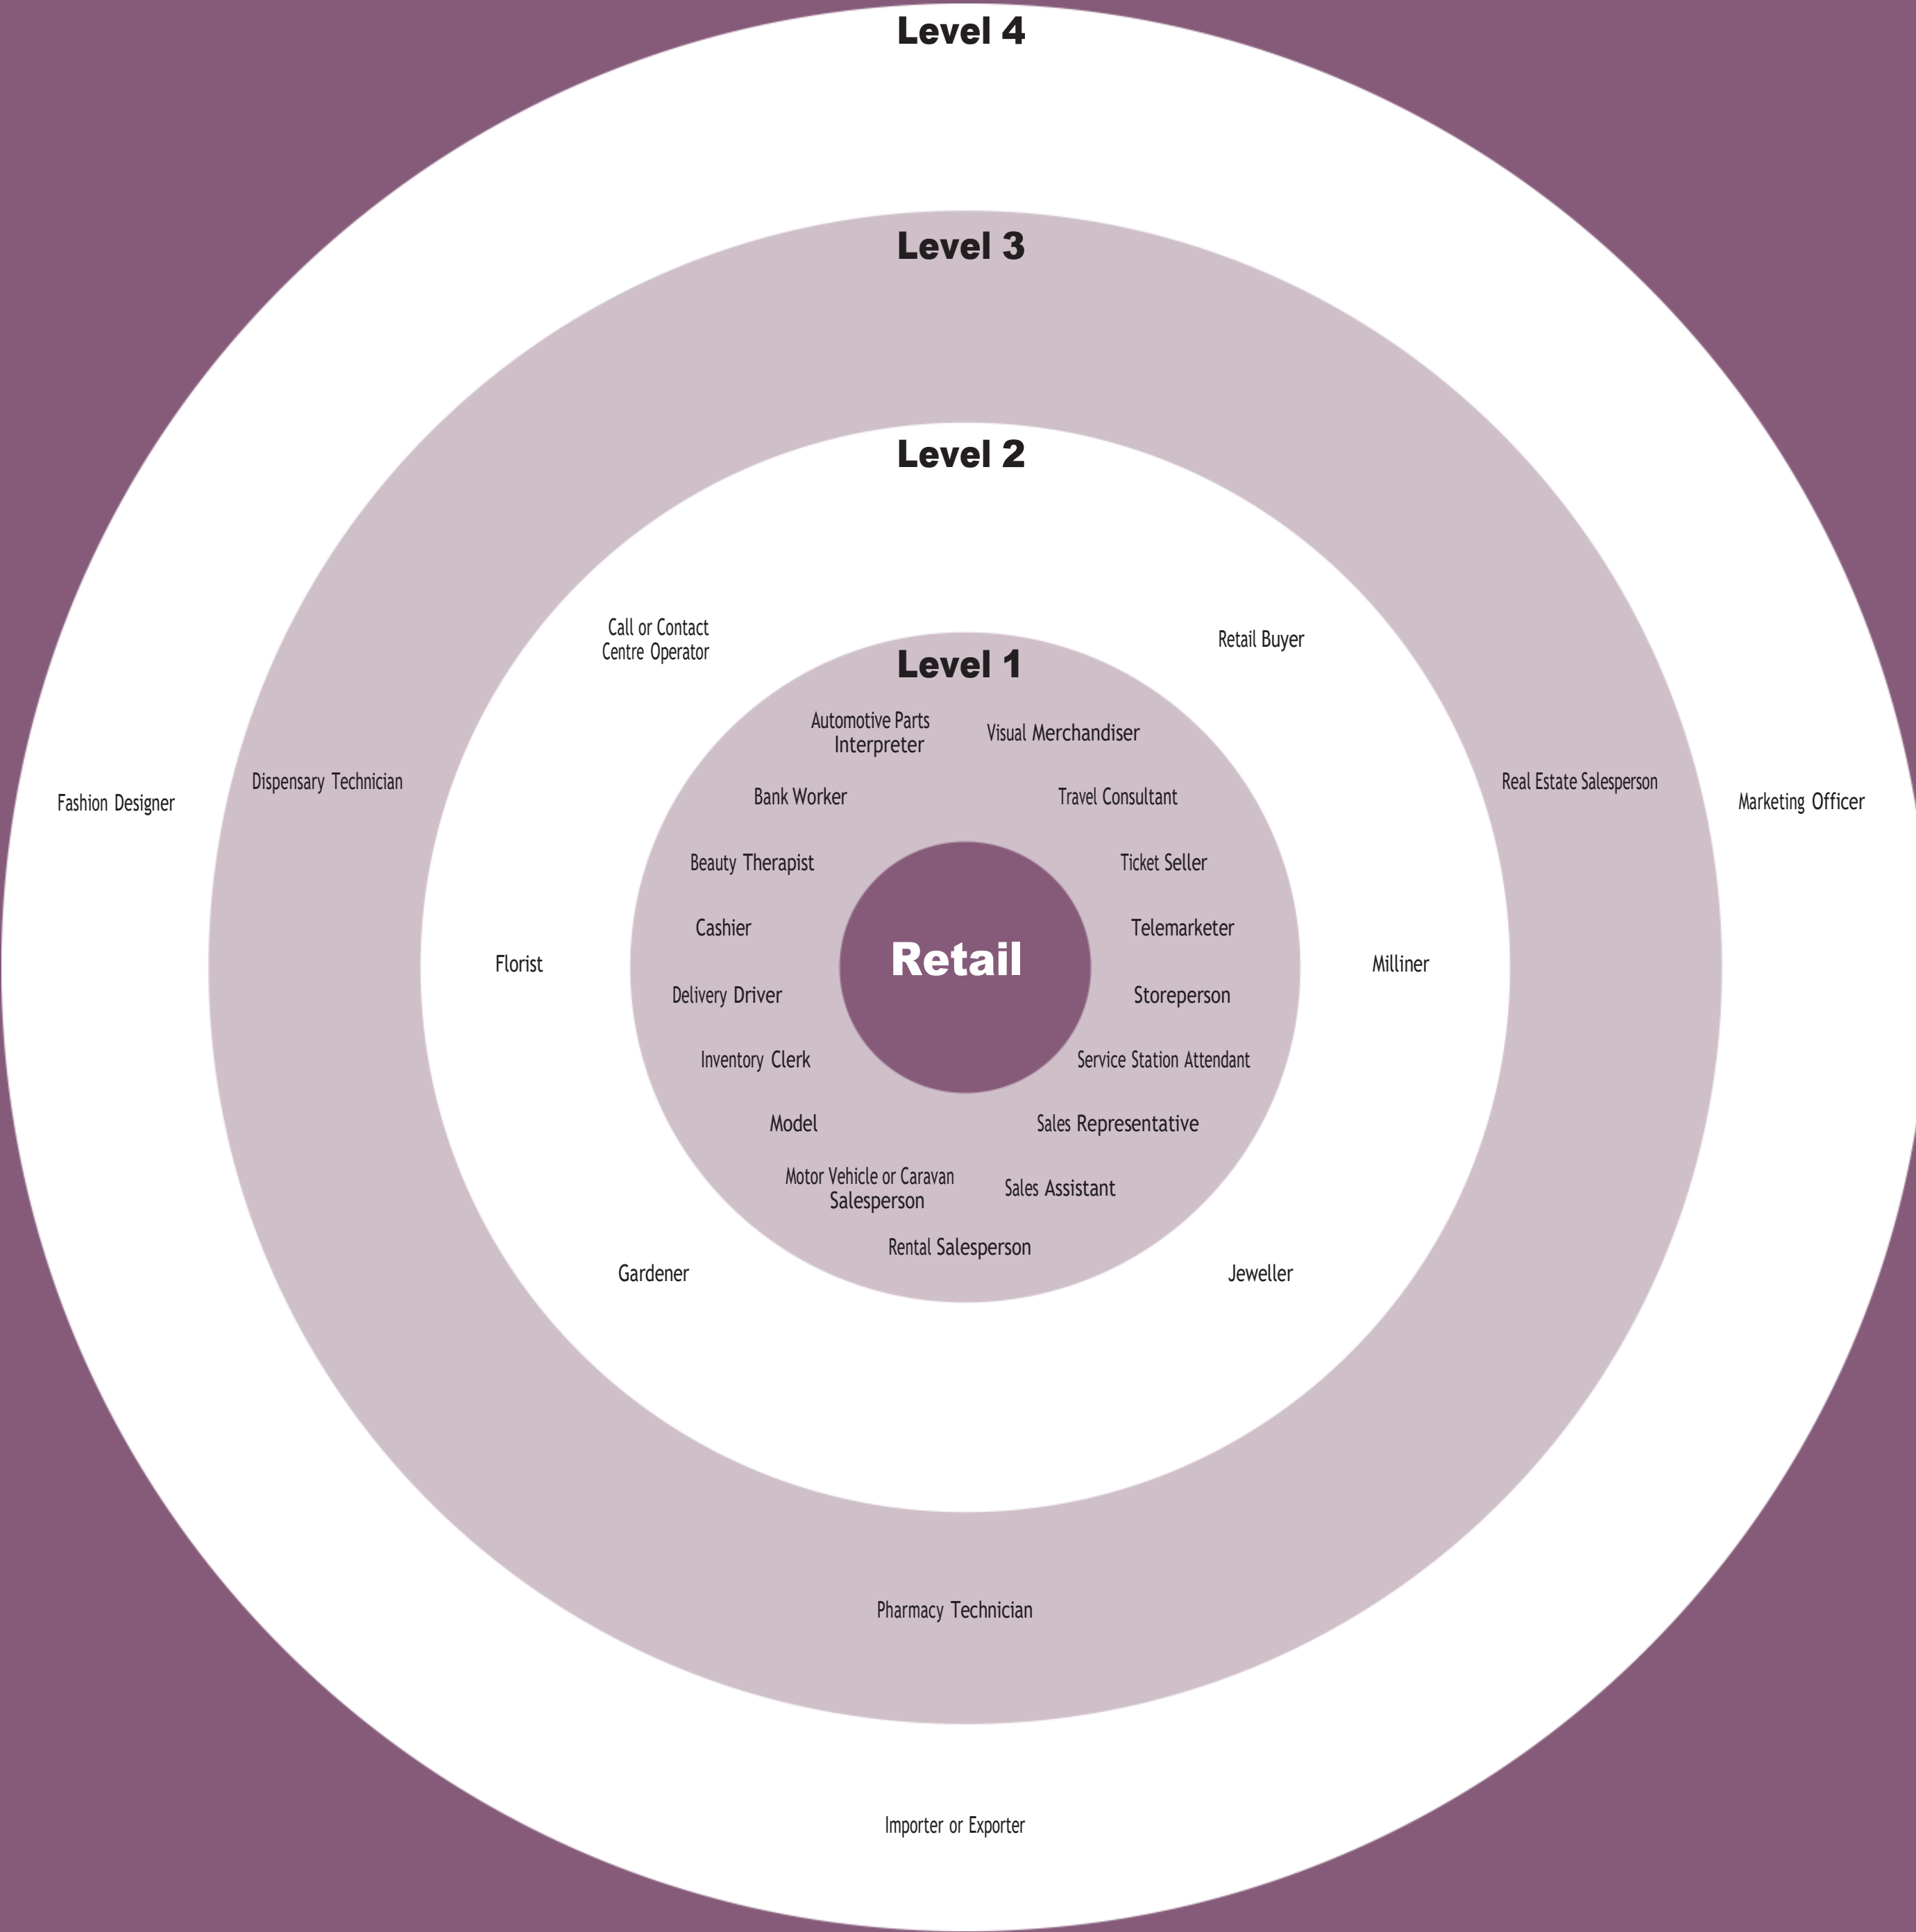 Level 4
Level 3
Level 2
Call or Contact
Centre Operator
Retail Buyer
Level 1
Automotive Parts
Interpreter
Visual Merchandiser
Bank Worker
Travel Consultant
Fashion Designer
Dispensary Technician
Real Estate Salesperson
Marketing Officer
Beauty Therapist
Ticket Seller
Cashier
Telemarketer
Florist
Retail
Milliner
Delivery Driver
Storeperson
Inventory Clerk
Service Station Attendant
Model
Sales Representative
Motor Vehicle or Caravan
Salesperson
Sales Assistant
Rental Salesperson
Gardener
Jeweller
Pharmacy Technician
Importer or Exporter